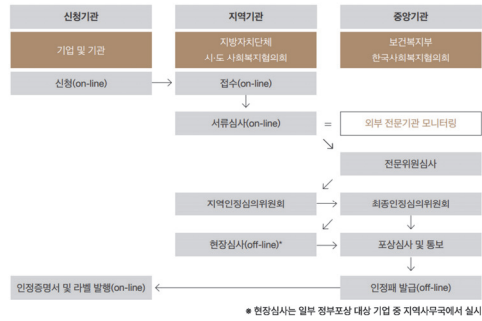 신청기관
지역기관
중앙기관
기업 및 기관
지방자치단체
시·도 사회복지협의회
보건복지부
한국사회복지협의회
신청(on-line)
접수(on-line)
서류심사(on-line)
=
외부 전문기관 모니터링
전문위원심사
지역인정심의위원회
최종인정심의위원회
현장심사(off-line)*
포상심사 및 통보
인정증명서 및 라벨 발행(on-line)
인정패 발급(off-line)
※ 현장심사는 일부 정부포상 대상 기업 중 지역사무국에서 실시